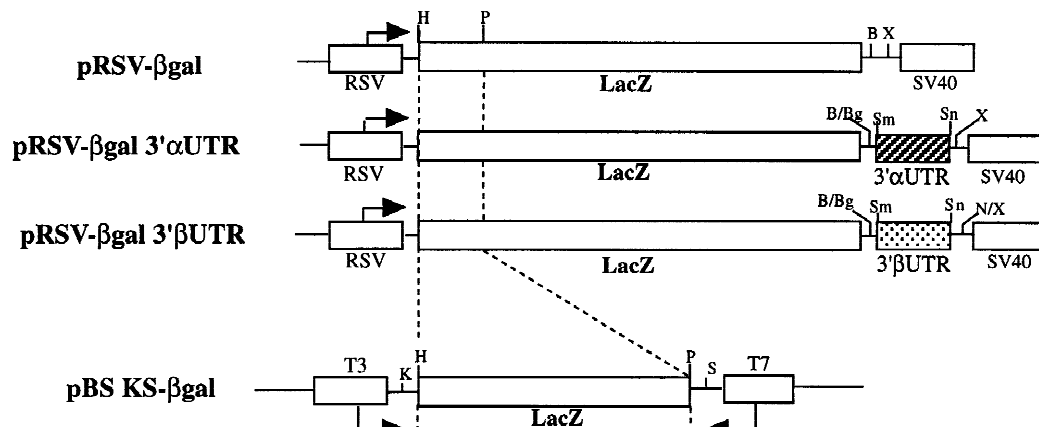 H P
B X
pRSV-βgal
RSV
LacZ
SV40
B/Bg Sm Sn X
pRSV-βgal 3'αUTR
RSV
LacZ
3'αUTR
SV40
B/Bg Sm Sn N/X
pRSV-βgal 3'βUTR
RSV
LacZ
3'βUTR
SV40
T3 K H P S T7
pBS KS-βgal
LacZ